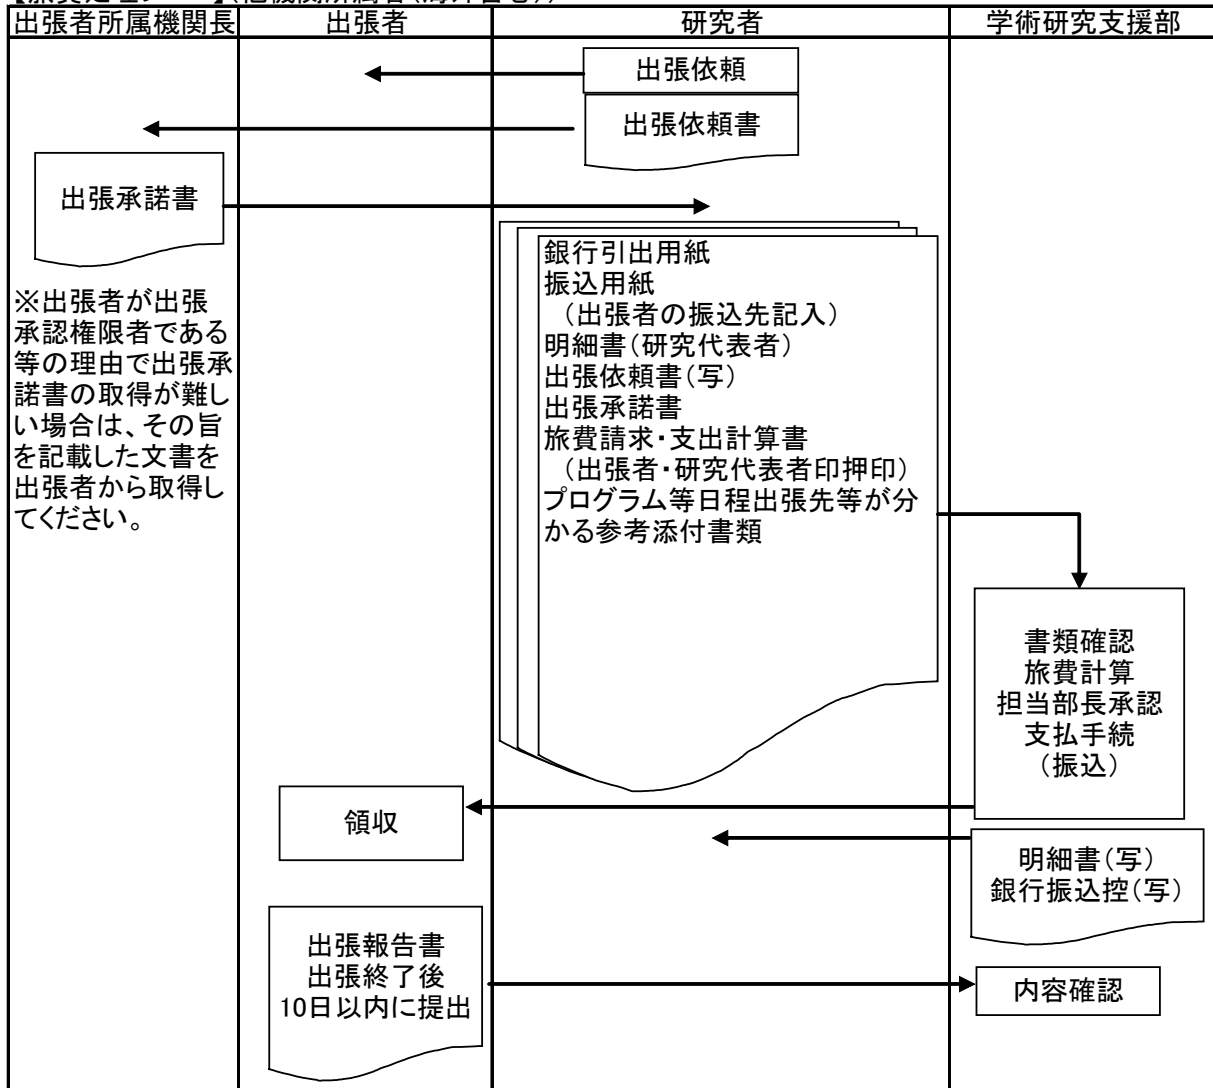 出張者所属機関長
出張者
研究者
学術研究支援部
出張依頼
出張依頼書
出張承諾書
※出張者が出張
承認権限者である
等の理由で出張承
諾書の取得が難し
い場合は、その旨
を記載した文書を
出張者から取得し
てください。
銀行引出用紙
振込用紙
(出張者の振込先記入)
明細書(研究代表者)
出張依頼書(写)
出張承諾書
旅費請求・支出計算書
(出張者・研究代表者印押印)
プログラム等日程出張先等が分
かる参考添付書類
書類確認
旅費計算
担当部長承認
支払手続
(振込)
領収
明細書(写)
銀行振込控(写)
出張報告書
出張終了後
10日以内に提出
内容確認